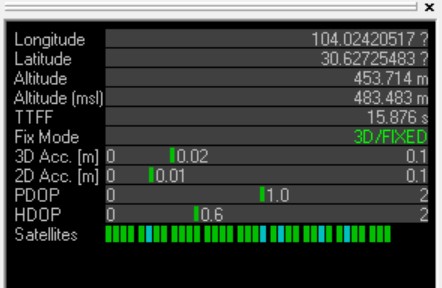 Longitude 104.02420517 ?
Latitude 30.62725483 ?
Altitude 453.714 m
Altitude (msl) 483.483 m
TTFF 15.876 s
Fix Mode 3D/FIXED
3D Acc. [m] 0 0.02 0.1
2D Acc. [m] 0 0.01 0.1
PDOP 0 1.0 2
HDOP 0 0.6 2
Satellites